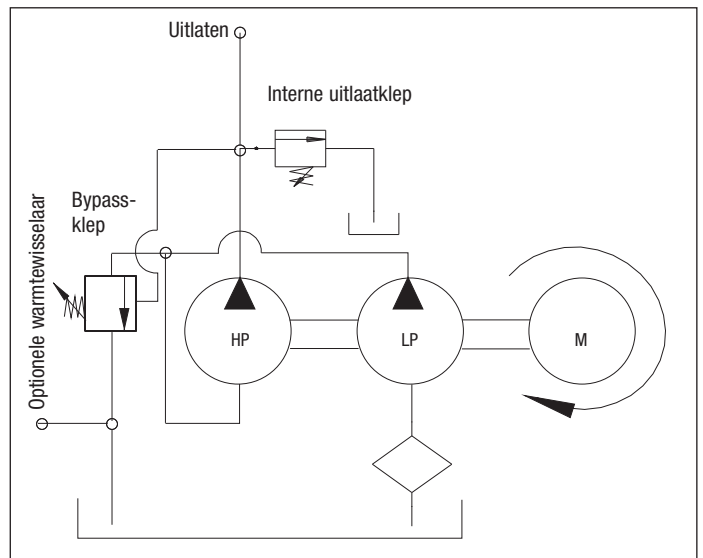 Uitlaten
Interne uitlaatklep
Bypass-
klep
Optionele warmtewisselaar
HP
LP
M